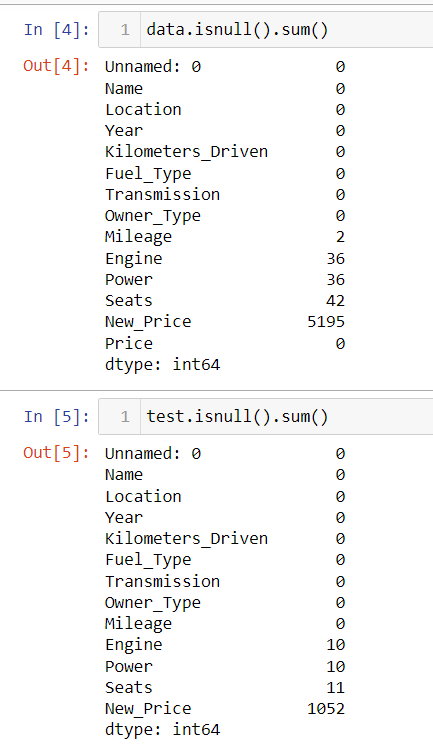 In [4]: 1 data.isnull().sum()
Out[4]: Unnamed: 0 0
Name 0
Location 0
Year 0
Kilometers_Driven 0
Fuel_Type 0
Transmission 0
Owner_Type 0
Mileage 2
Engine 36
Power 36
Seats 42
New_Price 5195
Price 0
dtype: int64
In [5]: 1 test.isnull().sum()
Out[5]: Unnamed: 0 0
Name 0
Location 0
Year 0
Kilometers_Driven 0
Fuel_Type 0
Transmission 0
Owner_Type 0
Mileage 0
Engine 10
Power 10
Seats 11
New_Price 1052
dtype: int64